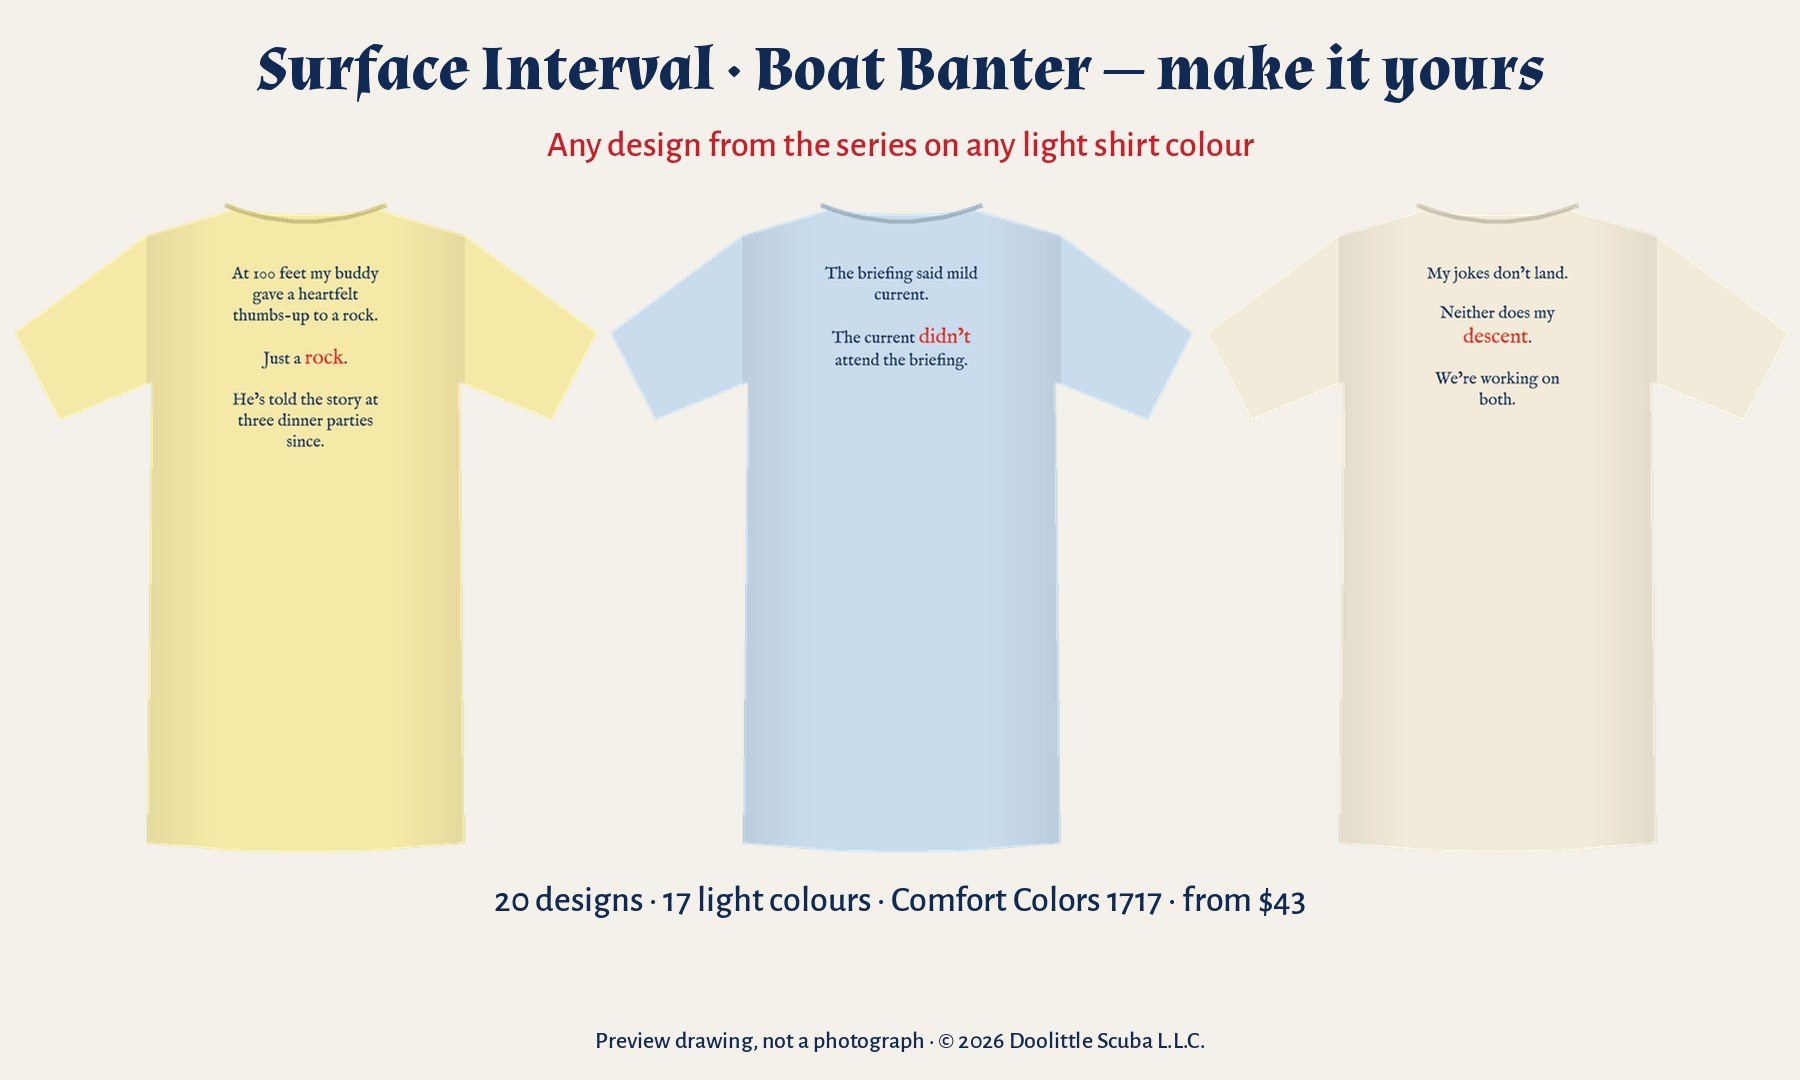 Surface Interval · Boat Banter — make it yours
Any design from the series on any light shirt colour
At 100 feet my buddy
gave a heartfelt
thumbs-up to a rock.
Just a rock.
He's told the story at
three dinner parties
since.
The briefing said mild
current.
The current didn't
attend the briefing.
My jokes don't land.
Neither does my
descent.
We're working on
both.
20 designs · 17 light colours · Comfort Colors 1717 · from $43
Preview drawing, not a photograph · © 2026 Doolittle Scuba L.L.C.